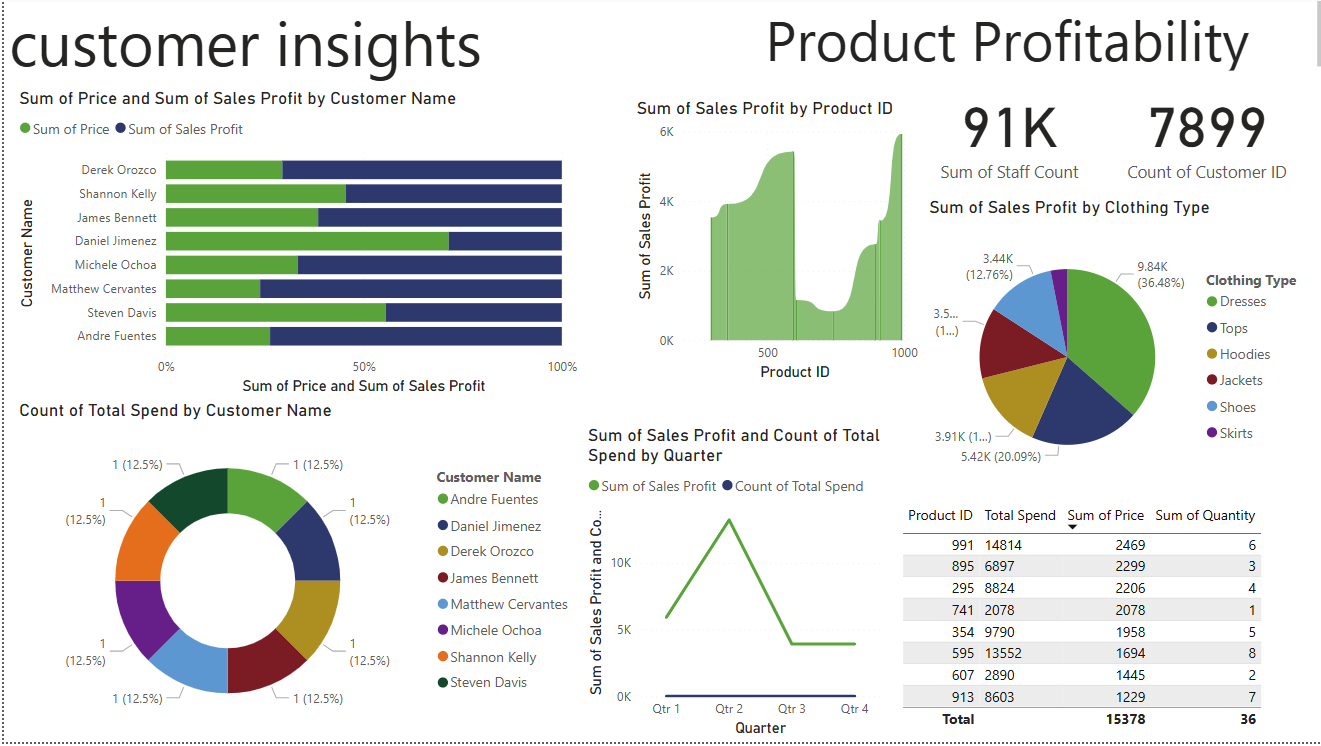 customer insights
Product Profitability
Sum of Price and Sum of Sales Profit by Customer Name
Sum of Price Sum of Sales Profit
Customer Name
Derek Orozco
Shannon Kelly
James Bennett
Daniel Jimenez
Michele Ochoa
Matthew Cervantes
Steven Davis
Andre Fuentes
0% 50% 100%
Sum of Price and Sum of Sales Profit
Sum of Sales Profit by Product ID
Sum of Sales Profit
6K
4K
2K
0K
500 1000
Product ID
91K
Sum of Staff Count
7899
Count of Customer ID
Sum of Sales Profit by Clothing Type
3.44K
(12.76%)
9.84K
(36.48%)
3.5...
(1...)
3.91K (1...)
5.42K (20.09%)
Clothing Type
Dresses
Tops
Hoodies
Jackets
Shoes
Skirts
Count of Total Spend by Customer Name
1 (12.5%)
1 (12.5%)
1
(12.5%)
1
(12.5%)
1
(12.5%)
1
(12.5%)
1 (12.5%)
1 (12.5%)
Customer Name
Andre Fuentes
Daniel Jimenez
Derek Orozco
James Bennett
Matthew Cervantes
Michele Ochoa
Shannon Kelly
Steven Davis
Sum of Sales Profit and Count of Total
Spend by Quarter
Sum of Sales Profit Count of Total Spend
Sum of Sales Profit and Co...
10K
5K
0K
Qtr 1 Qtr 2 Qtr 3 Qtr 4
Quarter
Product ID Total Spend Sum of Price Sum of Quantity
991 14814 2469 6
895 6897 2299 3
295 8824 2206 4
741 2078 2078 1
354 9790 1958 5
595 13552 1694 8
607 2890 1445 2
913 8603 1229 7
Total 15378 36